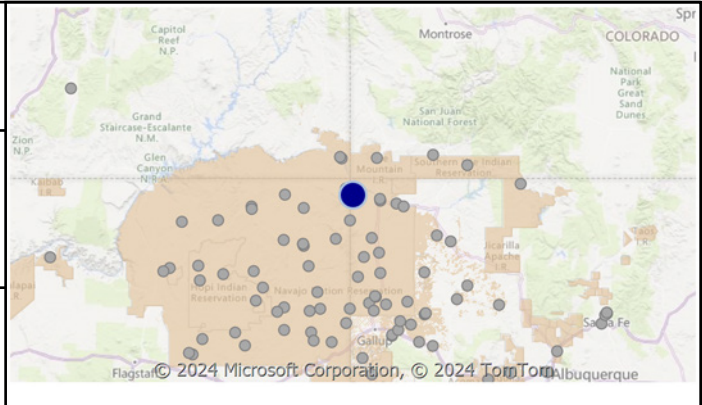 Spr
Capitol
Reef
N.P.
Montrose
COLORADO
National
Park
Great
Sand
Dunes
San Juan
National Forest
Grand
Staircase-Escalante
N.M.
Zion
N.P.
Glen
Canyon
N.R.A.
Mountain
I.R.
Southern Ute Indian
Reservation
Kaibab
I.R.
Taos
I.R.
Jicarilla
Apache
I.R.
Hopi Indian
Reservation
Navajo Nation Reservation
Santa Fe
Gallup
Flagstaff
Albuquerque
© 2024 Microsoft Corporation, © 2024 TomTom